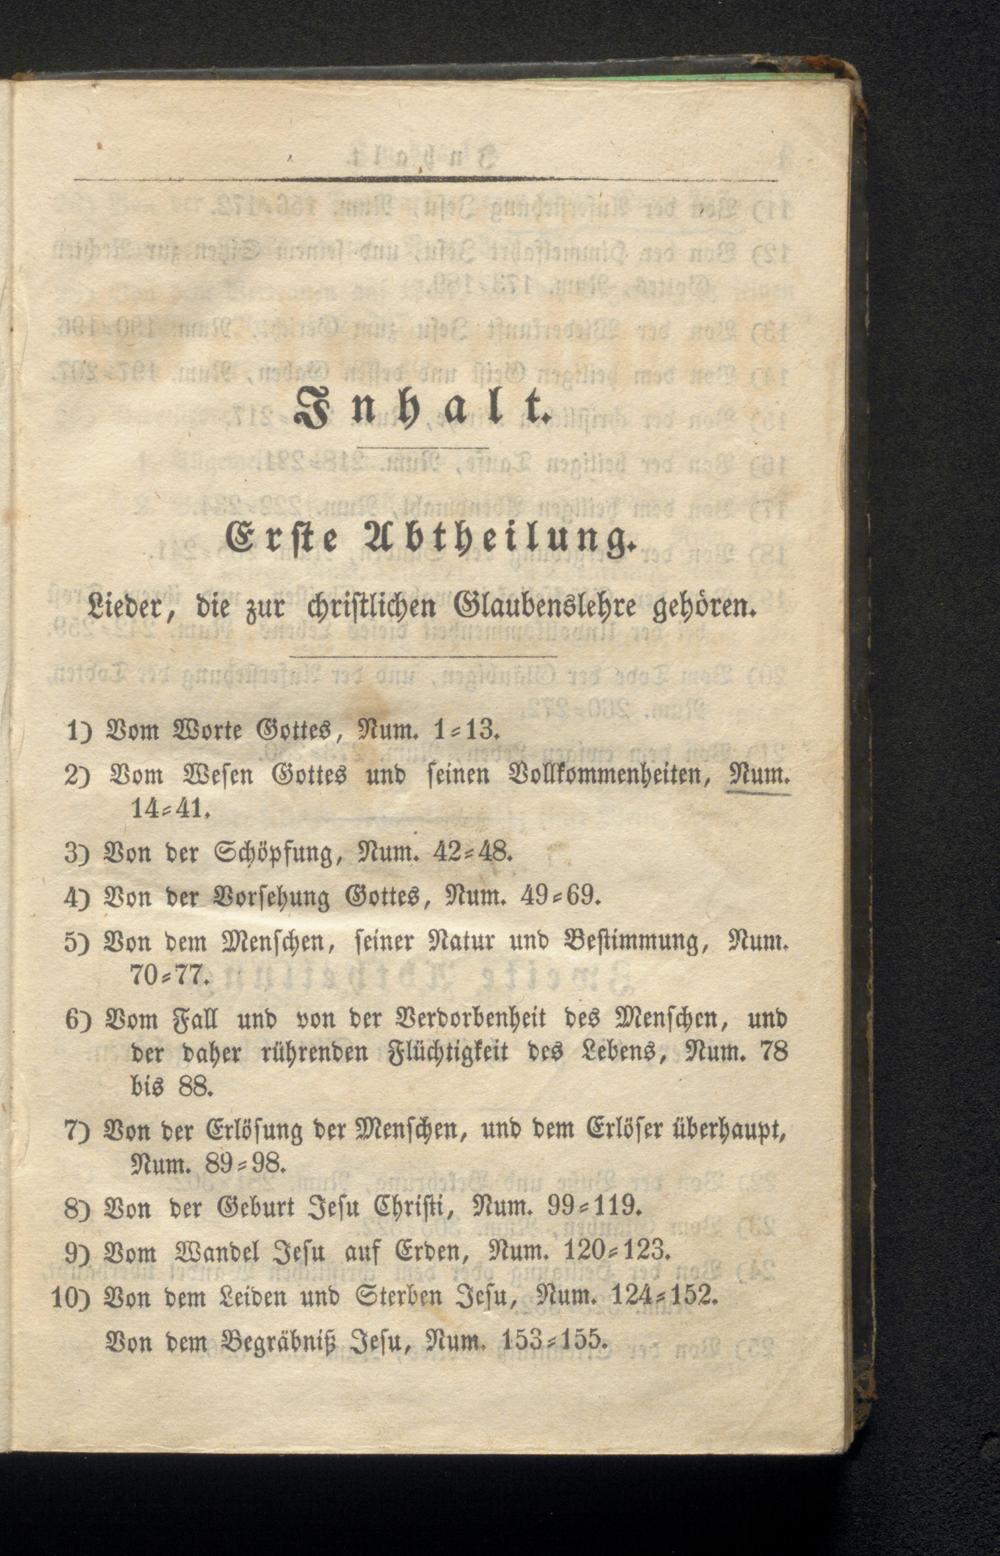 Inhalt.
Erste Abtheilung.
Lieder, die zur christlichen Glaubenslehre gehören.
1) Vom Worte Gottes, Num. 1-13.
2) Vom Wesen Gottes und seinen Vollkommenheiten, Num.
14-41.
3) Von der Schöpfung, Num. 42-48.
4) Von der Vorsehung Gottes, Num. 49-69.
5) Von dem Menschen, seiner Natur und Bestimmung, Num.
70-77.
6) Vom Fall und von der Verdorbenheit des Menschen, und
der daher rührenden Flüchtigkeit des Lebens, Num. 78
bis 88.
7) Von der Erlösung der Menschen, und dem Erlöser überhaupt,
Num. 89-98.
8) Von der Geburt Jesu Christi, Num. 99-119.
9) Vom Wandel Jesu auf Erden, Num. 120-123.
10) Von dem Leiden und Sterben Jesu, Num. 124-152.
Von dem Begräbniß Jesu, Num. 153-155.